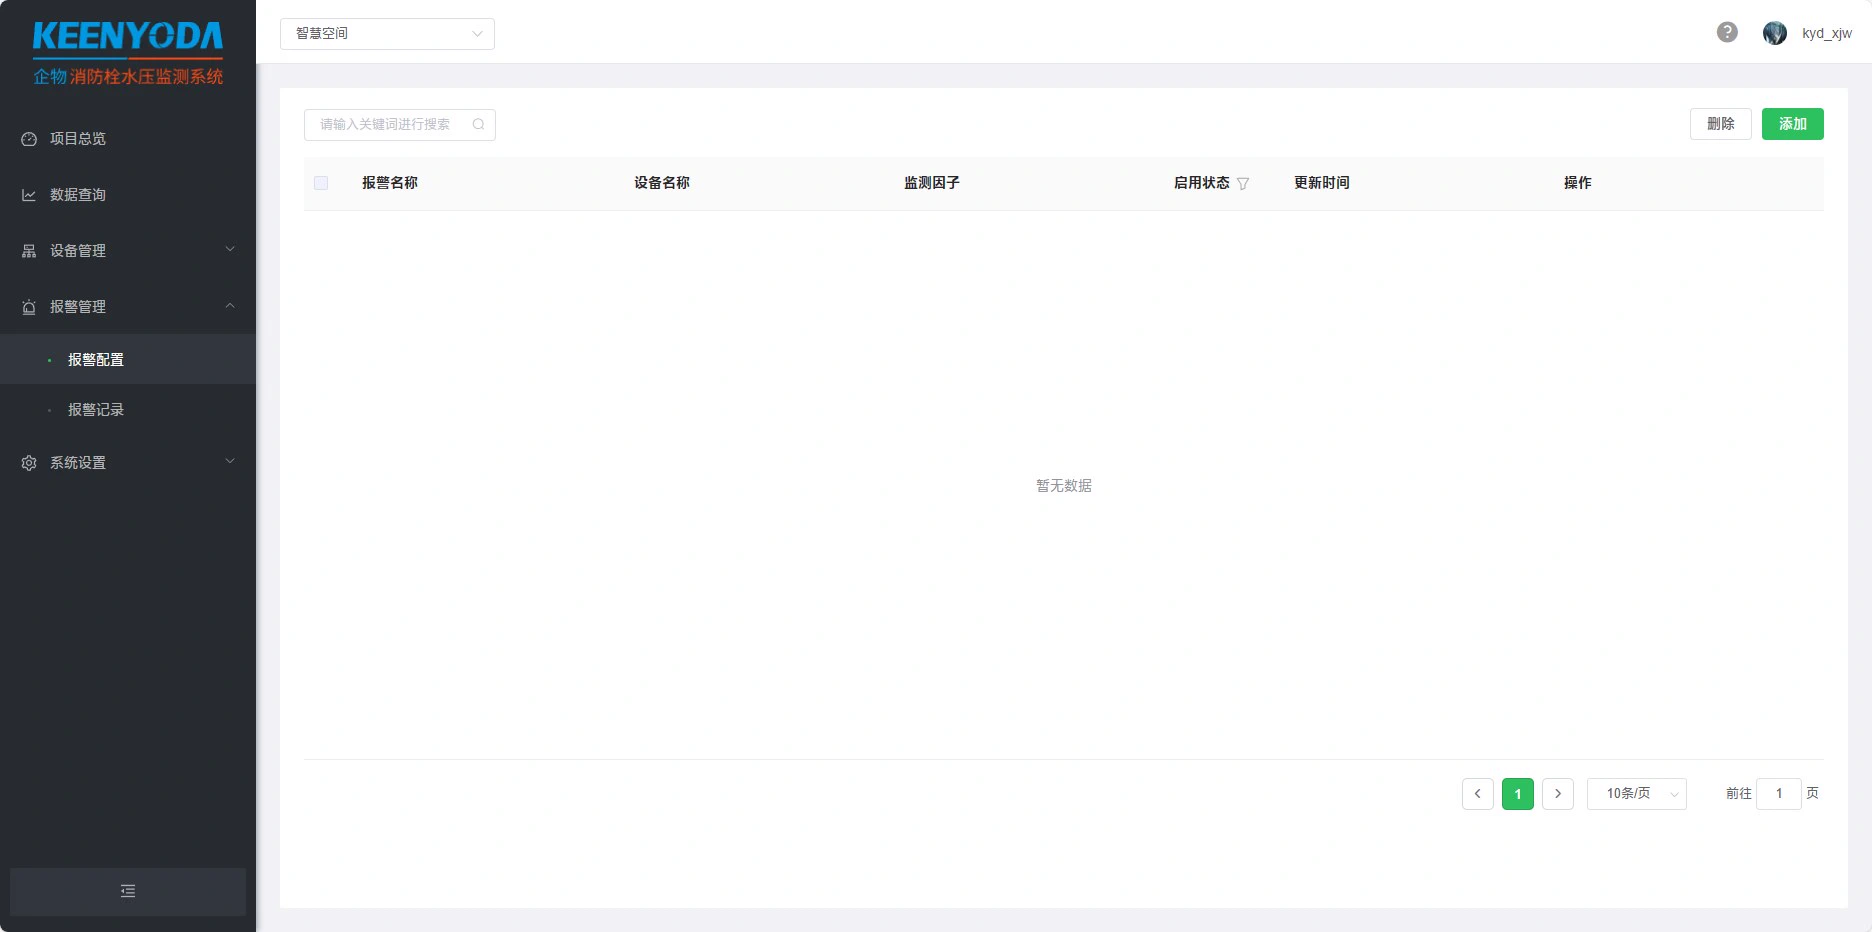 KEENYODA
企物 消防栓水压监测系统
项目总览
数据查询
设备管理
报警管理
报警配置
报警记录
系统设置
智慧空间
?
kyd_xjw
请输入关键词进行搜索
删除
添加
报警名称
设备名称
监测因子
启用状态
更新时间
操作
暂无数据
1
10条/页
前往 1 页